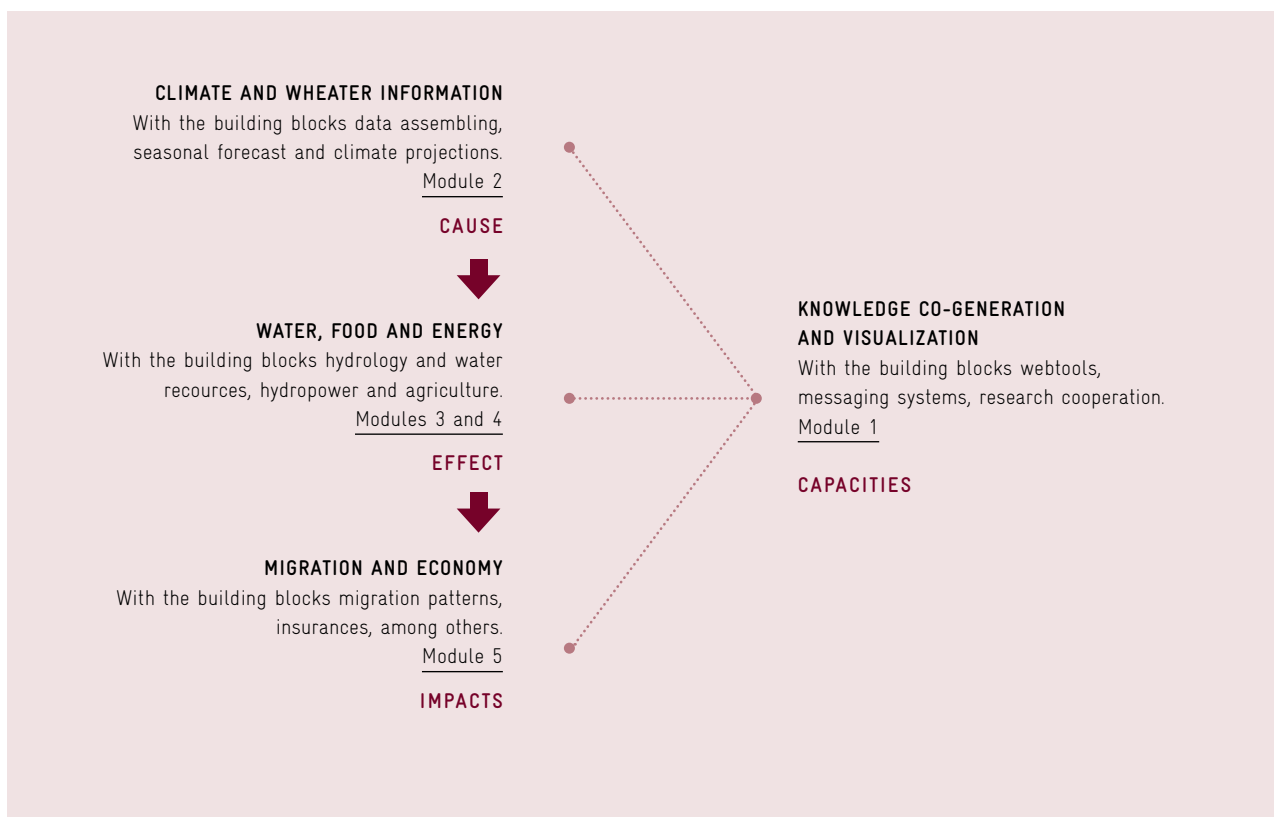 CLIMATE AND WHEATER INFORMATION
With the building blocks data assembling,
seasonal forecast and climate projections.
Module 2
CAUSE
WATER, FOOD AND ENERGY
With the building blocks hydrology and water
recources, hydropower and agriculture.
Modules 3 and 4
EFFECT
MIGRATION AND ECONOMY
With the building blocks migration patterns,
insurances, among others.
Module 5
IMPACTS
KNOWLEDGE CO-GENERATION
AND VISUALIZATION
With the building blocks webtools,
messaging systems, research cooperation.
Module 1
CAPACITIES